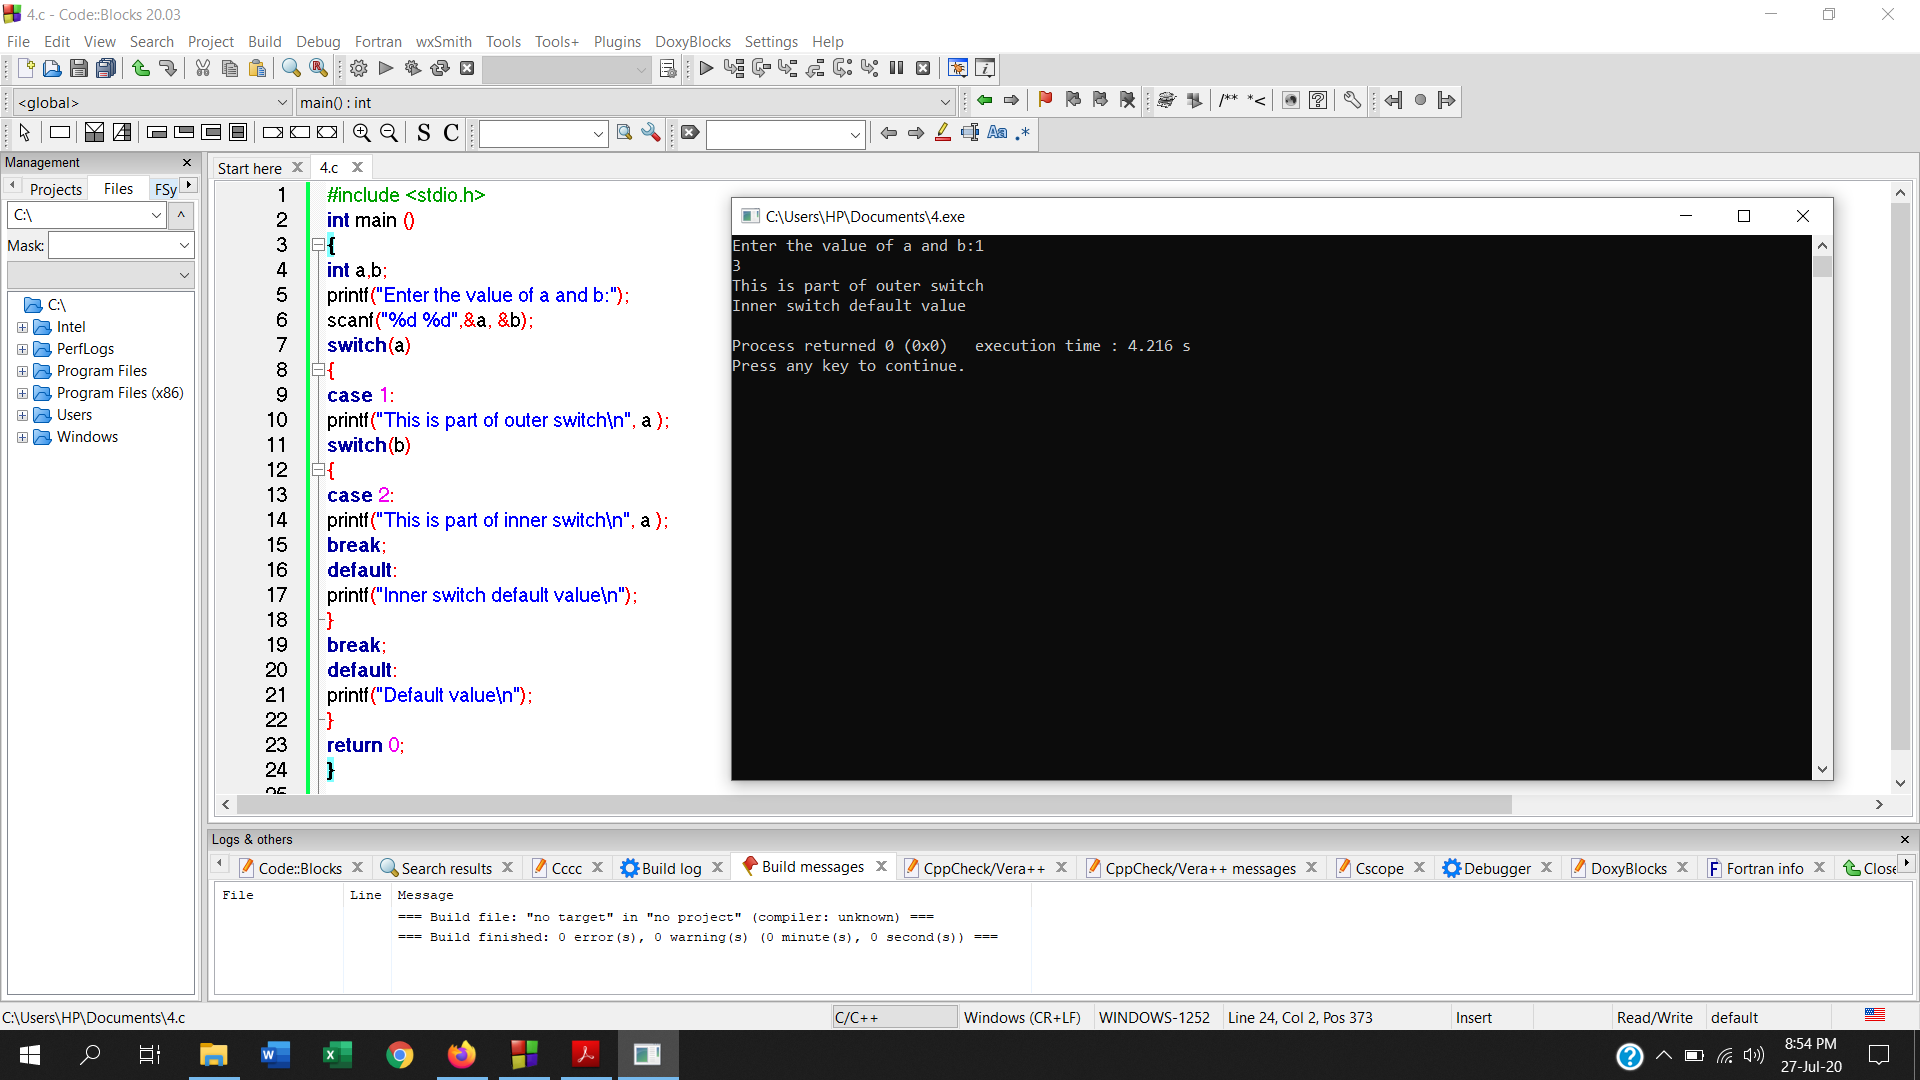 4.c - Code::Blocks 20.03
File Edit View Search Project Build Debug Fortran wxSmith Tools Tools+ Plugins DoxyBlocks Settings Help
<global> main() : int
/** *<
S C Aa .*
Management
Start here 4.c
Projects Files FSy
C:\
Mask:
C:\
Intel
PerfLogs
Program Files
Program Files (x86)
Users
Windows
1 #include <stdio.h>
2 int main ()
3 {
4 int a,b;
5 printf("Enter the value of a and b:");
6 scanf("%d %d",&a, &b);
7 switch(a)
8 {
9 case 1:
10 printf("This is part of outer switch\n", a );
11 switch(b)
12 {
13 case 2:
14 printf("This is part of inner switch\n", a );
15 break;
16 default:
17 printf("Inner switch default value\n");
18 }
19 break;
20 default:
21 printf("Default value\n");
22 }
23 return 0;
24 }
25
C:\Users\HP\Documents\4.exe
Enter the value of a and b:1
3
This is part of outer switch
Inner switch default value
Process returned 0 (0x0)   execution time : 4.216 s
Press any key to continue.
Logs & others
Code::Blocks Search results Cccc Build log Build messages CppCheck/Vera++ CppCheck/Vera++ messages Cscope Debugger DoxyBlocks Fortran info Close
File Line Message
=== Build file: "no target" in "no project" (compiler: unknown) ===
=== Build finished: 0 error(s), 0 warning(s) (0 minute(s), 0 second(s)) ===
C:\Users\HP\Documents\4.c C/C++ Windows (CR+LF) WINDOWS-1252 Line 24, Col 2, Pos 373 Insert Read/Write default
8:54 PM
27-Jul-20